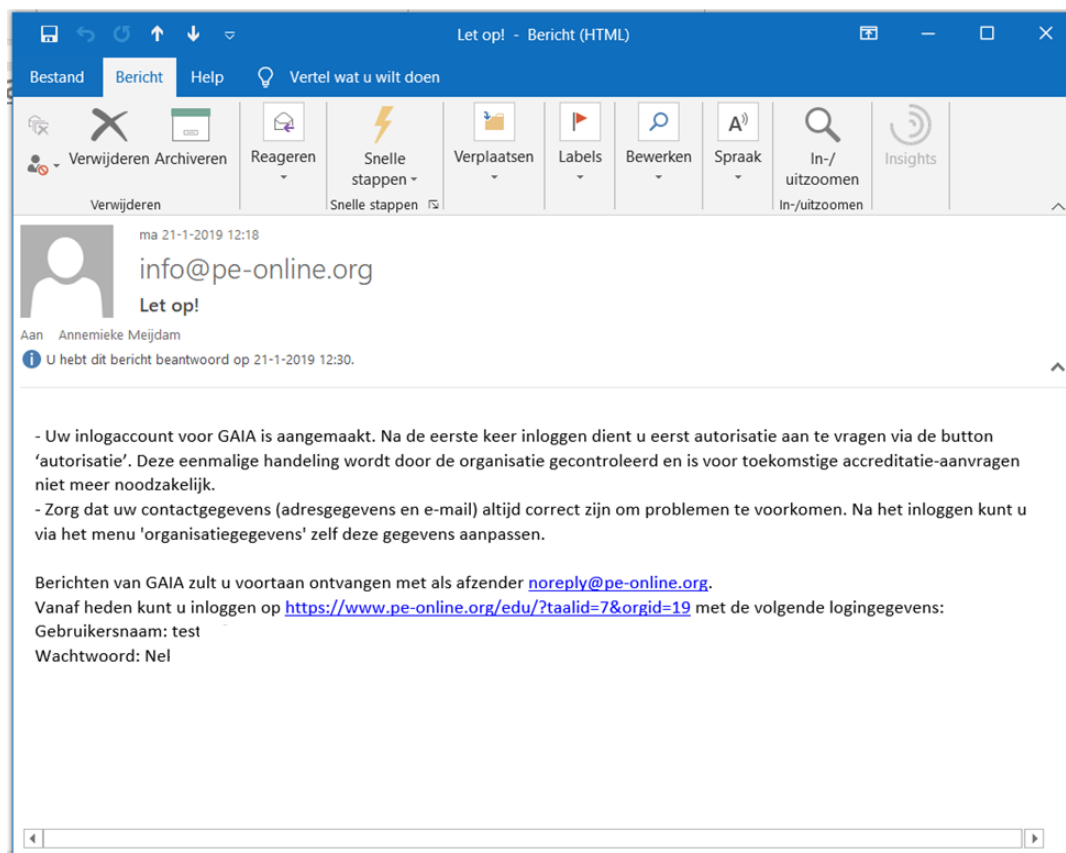 Let op! - Bericht (HTML)
Bestand Bericht Help Vertel wat u wilt doen
Verwijderen Archiveren Reageren Snelle stappen Verplaatsen Labels Bewerken Spraak In-/uitzoomen Insights
Verwijderen Snelle stappen In-/uitzoomen
ma 21-1-2019 12:18
info@pe-online.org
Let op!
Aan Annemieke Meijdam
U hebt dit bericht beantwoord op 21-1-2019 12:30.
- Uw inlogaccount voor GAIA is aangemaakt. Na de eerste keer inloggen dient u eerst autorisatie aan te vragen via de button
‘autorisatie’. Deze eenmalige handeling wordt door de organisatie gecontroleerd en is voor toekomstige accreditatie-aanvragen
niet meer noodzakelijk.
- Zorg dat uw contactgegevens (adresgegevens en e-mail) altijd correct zijn om problemen te voorkomen. Na het inloggen kunt u
via het menu 'organisatiegegevens' zelf deze gegevens aanpassen.
Berichten van GAIA zult u voortaan ontvangen met als afzender noreply@pe-online.org.
Vanaf heden kunt u inloggen op https://www.pe-online.org/edu/?taalid=7&orgid=19 met de volgende logingegevens:
Gebruikersnaam: test
Wachtwoord: Nel